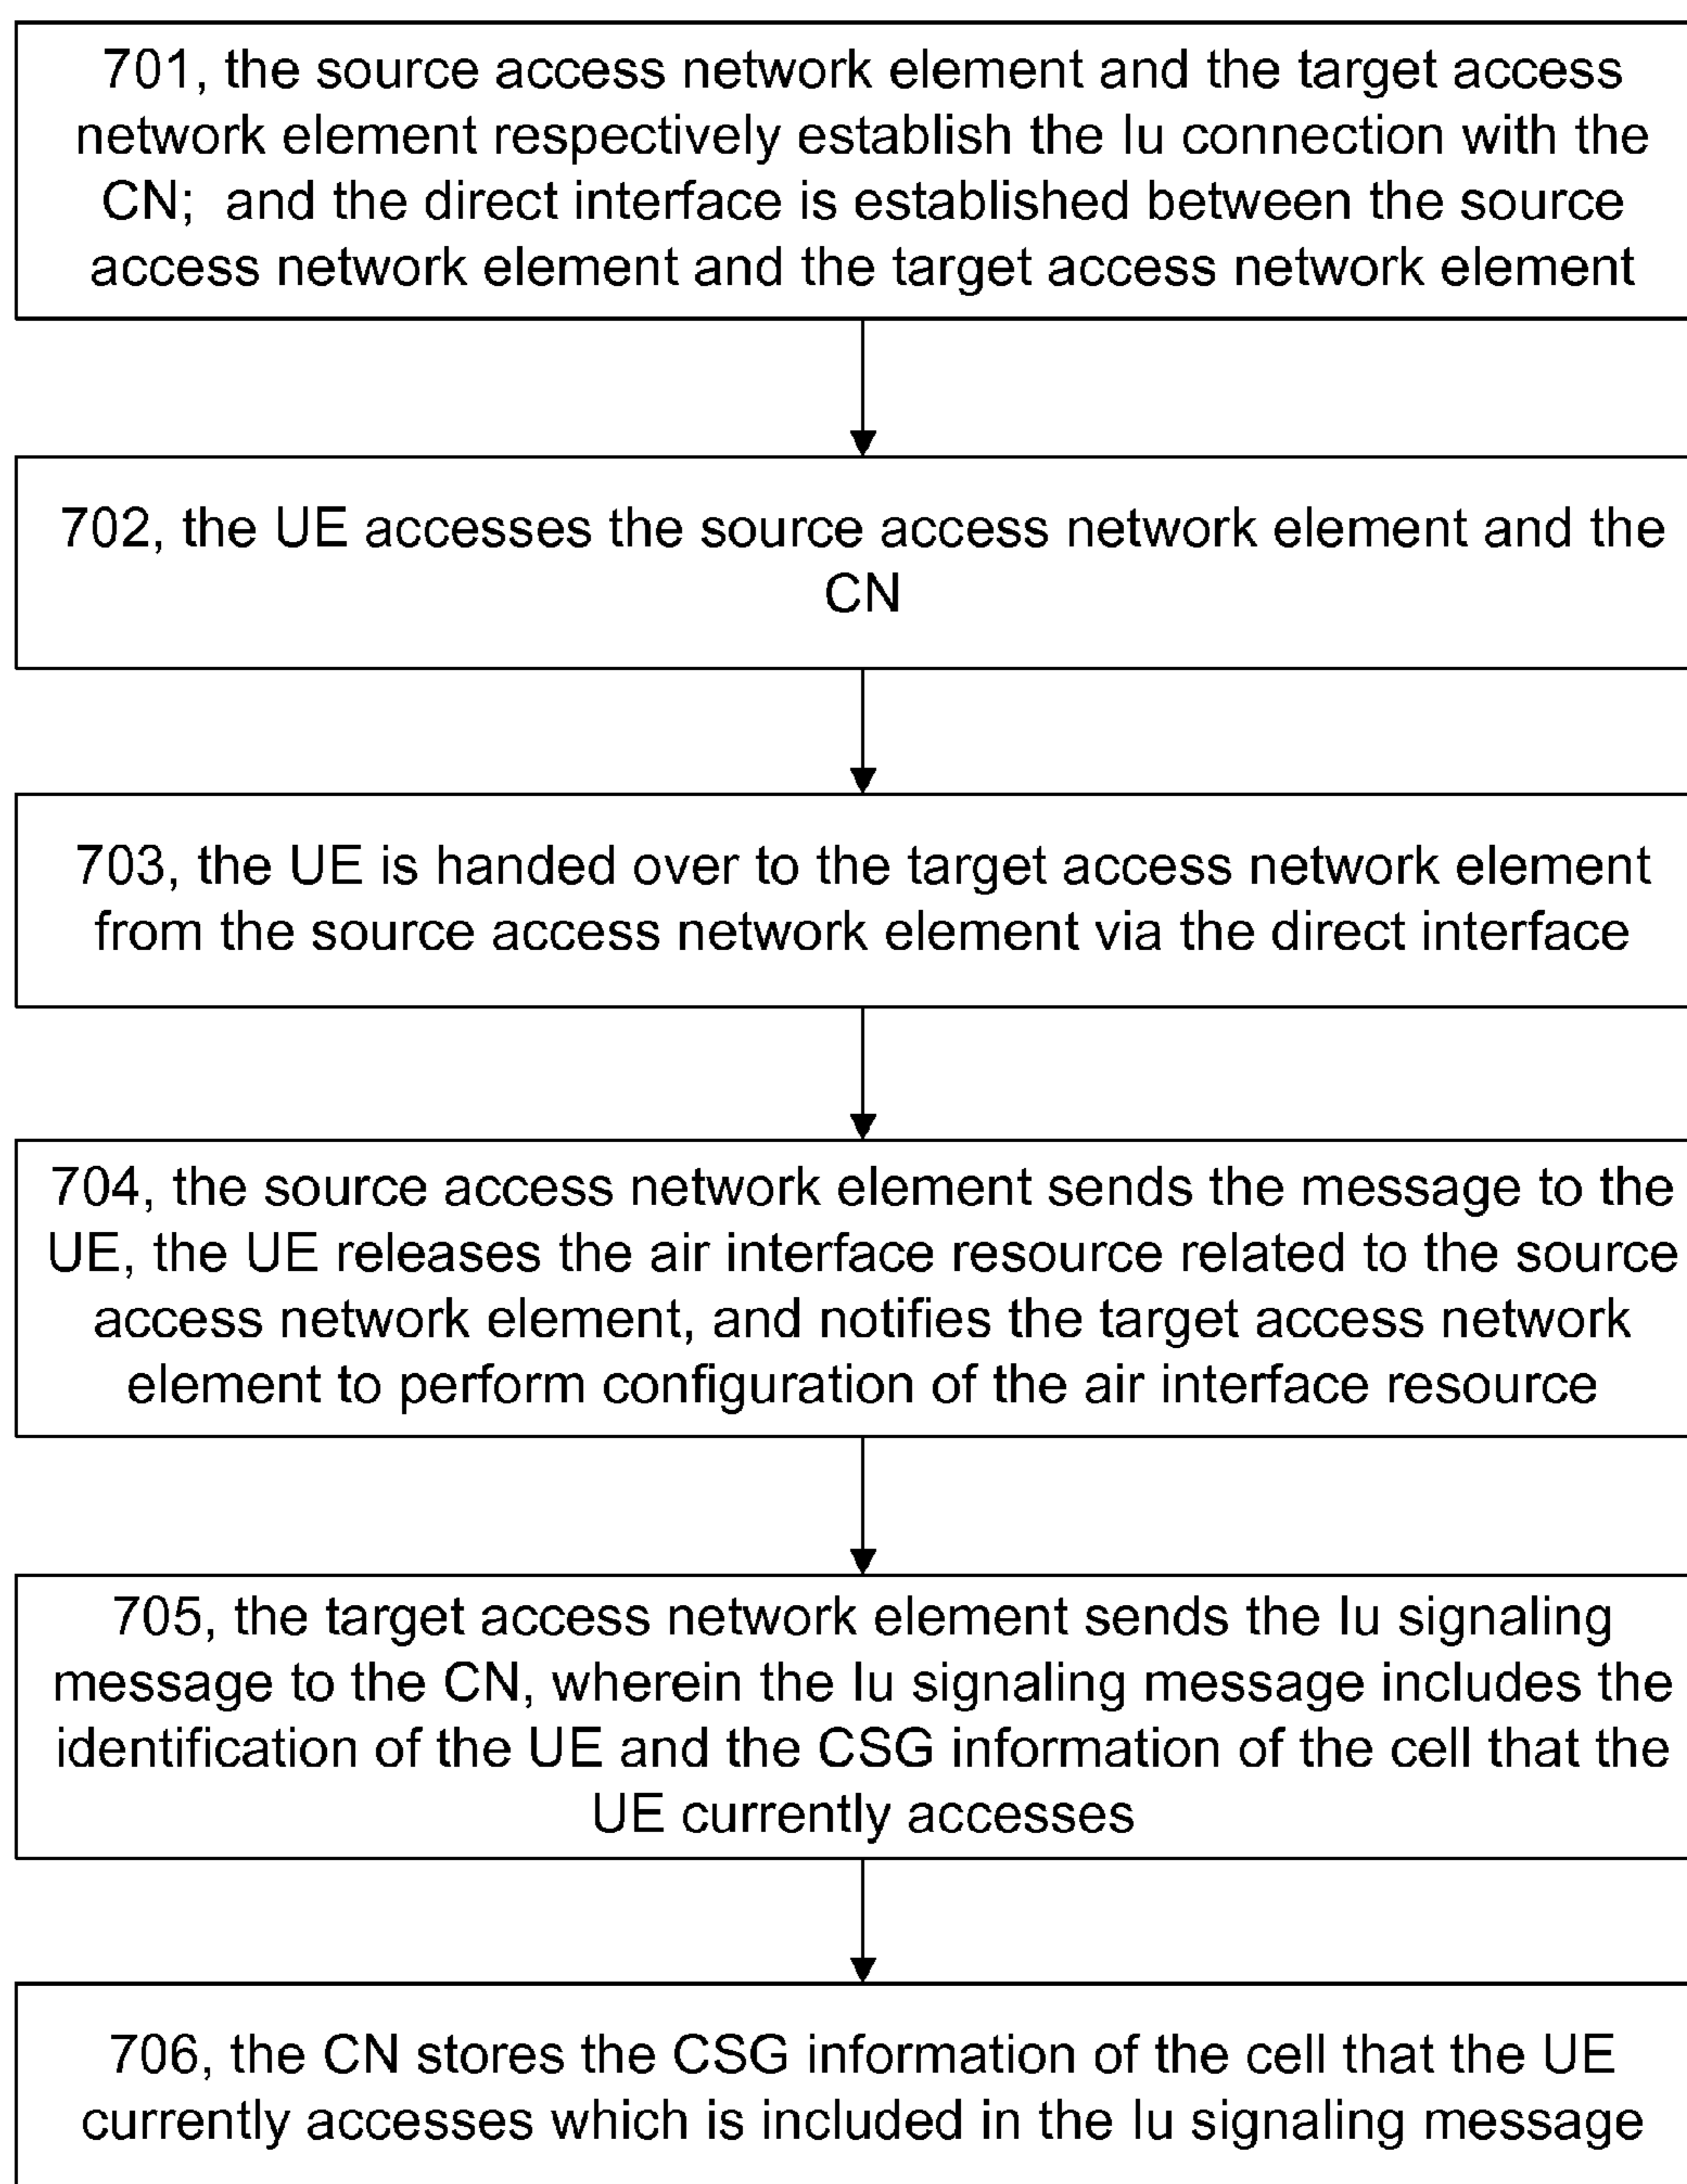 701, the source access network element and the target access
network element respectively establish the Iu connection with the
CN;  and the direct interface is established between the source
access network element and the target access network element
702, the UE accesses the source access network element and the
CN
703, the UE is handed over to the target access network element
from the source access network element via the direct interface
704, the source access network element sends the message to the
UE, the UE releases the air interface resource related to the source
access network element, and notifies the target access network
element to perform configuration of the air interface resource
705, the target access network element sends the Iu signaling
message to the CN, wherein the Iu signaling message includes the
identification of the UE and the CSG information of the cell that the
UE currently accesses
706, the CN stores the CSG information of the cell that the UE
currently accesses which is included in the Iu signaling message